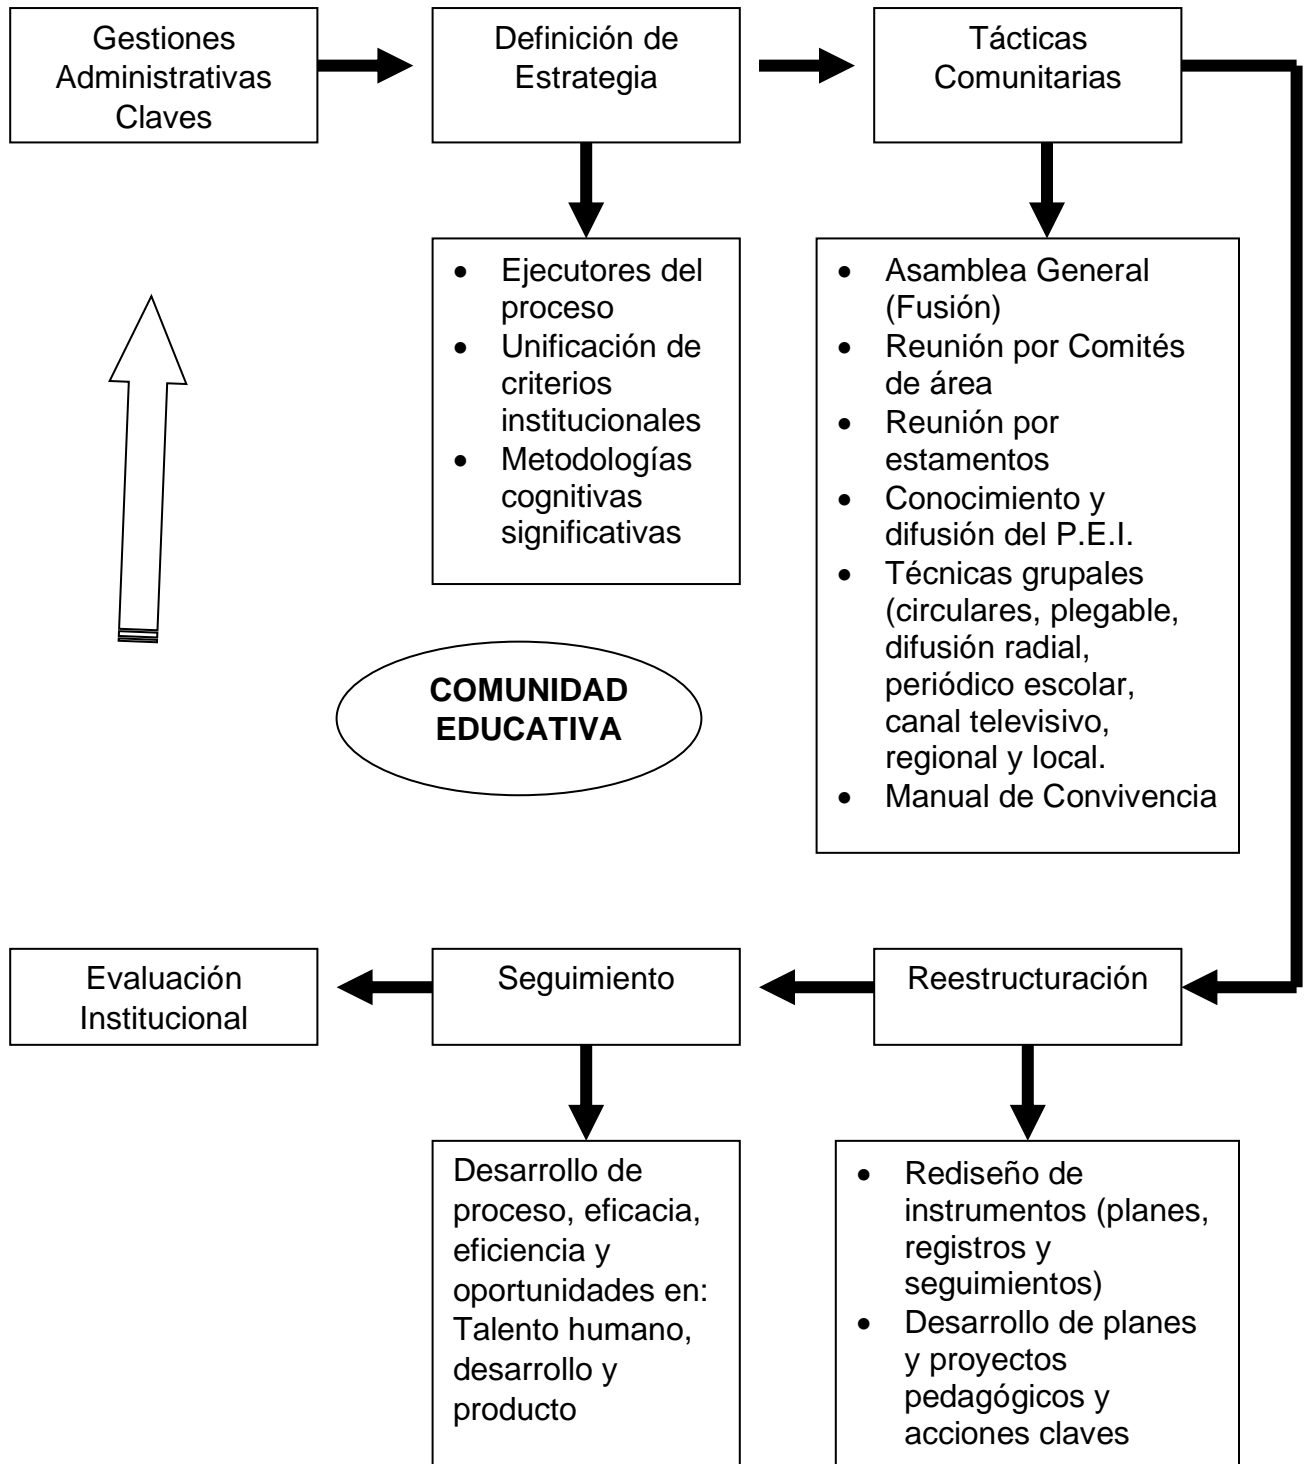 Gestiones
Administrativas
Claves
Definición de
Estrategia
Tácticas
Comunitarias
• Ejecutores del
proceso
• Unificación de
criterios
institucionales
• Metodologías
cognitivas
significativas
• Asamblea General
(Fusión)
• Reunión por Comités
de área
• Reunión por
estamentos
• Conocimiento y
difusión del P.E.I.
• Técnicas grupales
(circulares, plegable,
difusión radial,
periódico escolar,
canal televisivo,
regional y local.
• Manual de Convivencia
COMUNIDAD
EDUCATIVA
Evaluación
Institucional
Seguimiento
Reestructuración
Desarrollo de
proceso, eficacia,
eficiencia y
oportunidades en:
Talento humano,
desarrollo y
producto
• Rediseño de
instrumentos (planes,
registros y
seguimientos)
• Desarrollo de planes
y proyectos
pedagógicos y
acciones claves